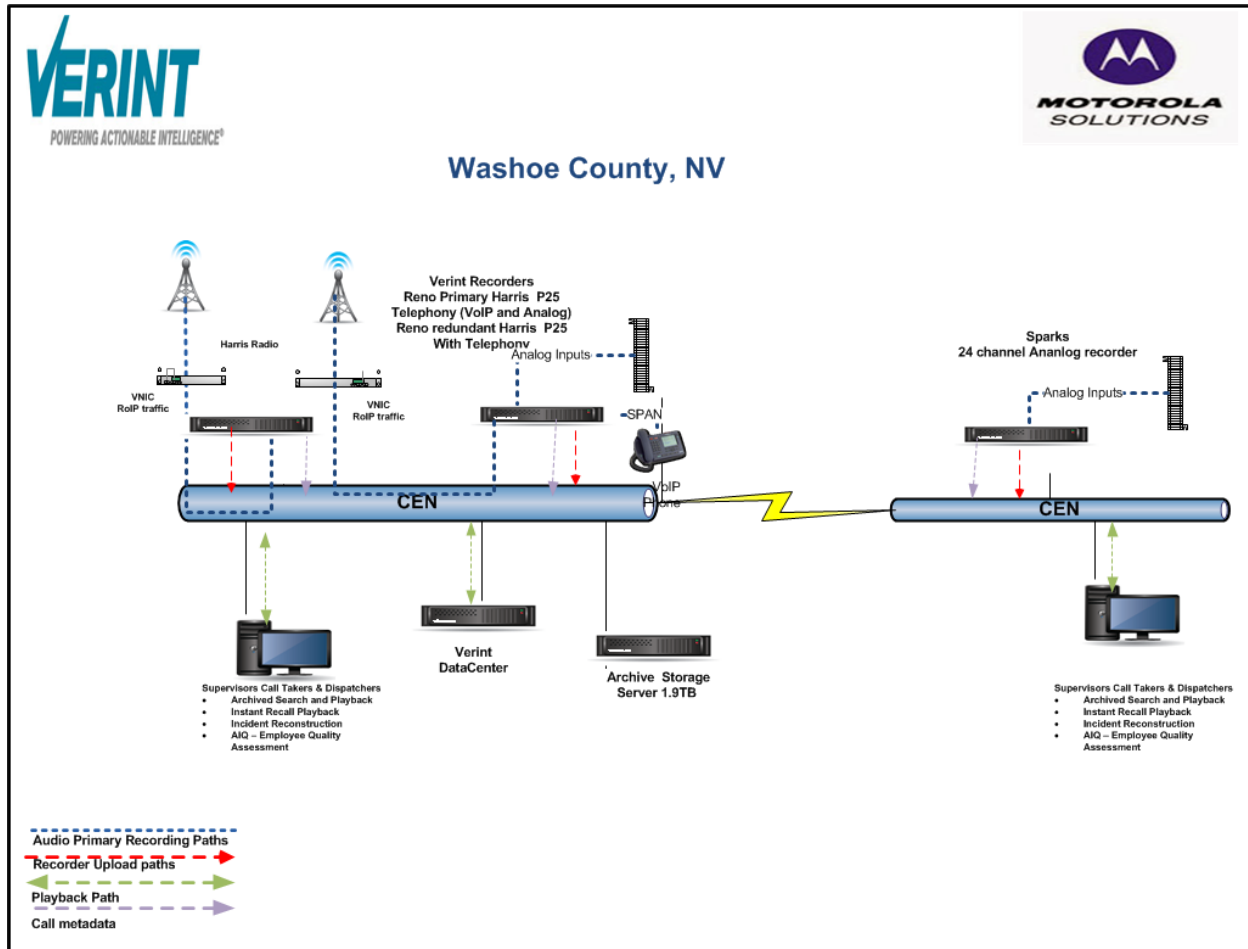 VERINT
POWERING ACTIONABLE INTELLIGENCE®
MOTOROLA
SOLUTIONS
Washoe County, NV
Verint Recorders
Reno Primary Harris P25
Telephony (VoIP and Analog)
Reno redundant Harris P25
With Telephony
Analog Inputs
Harris Radio
VNIC
RoIP traffic
VNIC
RoIP traffic
SPAN
VoIP
Phone
Sparks
24 channel Ananlog recorder
Analog Inputs
CEN
CEN
Verint
DataCenter
Archive Storage
Server 1.9TB
Supervisors Call Takers & Dispatchers
• Archived Search and Playback
• Instant Recall Playback
• Incident Reconstruction
• AIQ – Employee Quality
Assessment
Supervisors Call Takers & Dispatchers
• Archived Search and Playback
• Instant Recall Playback
• Incident Reconstruction
• AIQ – Employee Quality
Assessment
Audio Primary Recording Paths
Recorder Upload paths
Playback Path
Call metadata